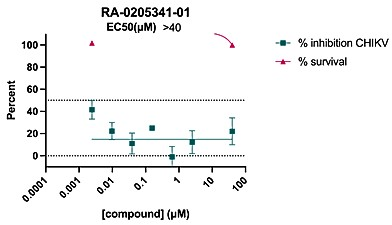 RA-0205341-01
EC50(µM) >40
100
80
60
40
20
0
Percent
0.0001
0.001
0.01
0.1
1
10
100
[compound] (µM)
% inhibition CHIKV
% survival